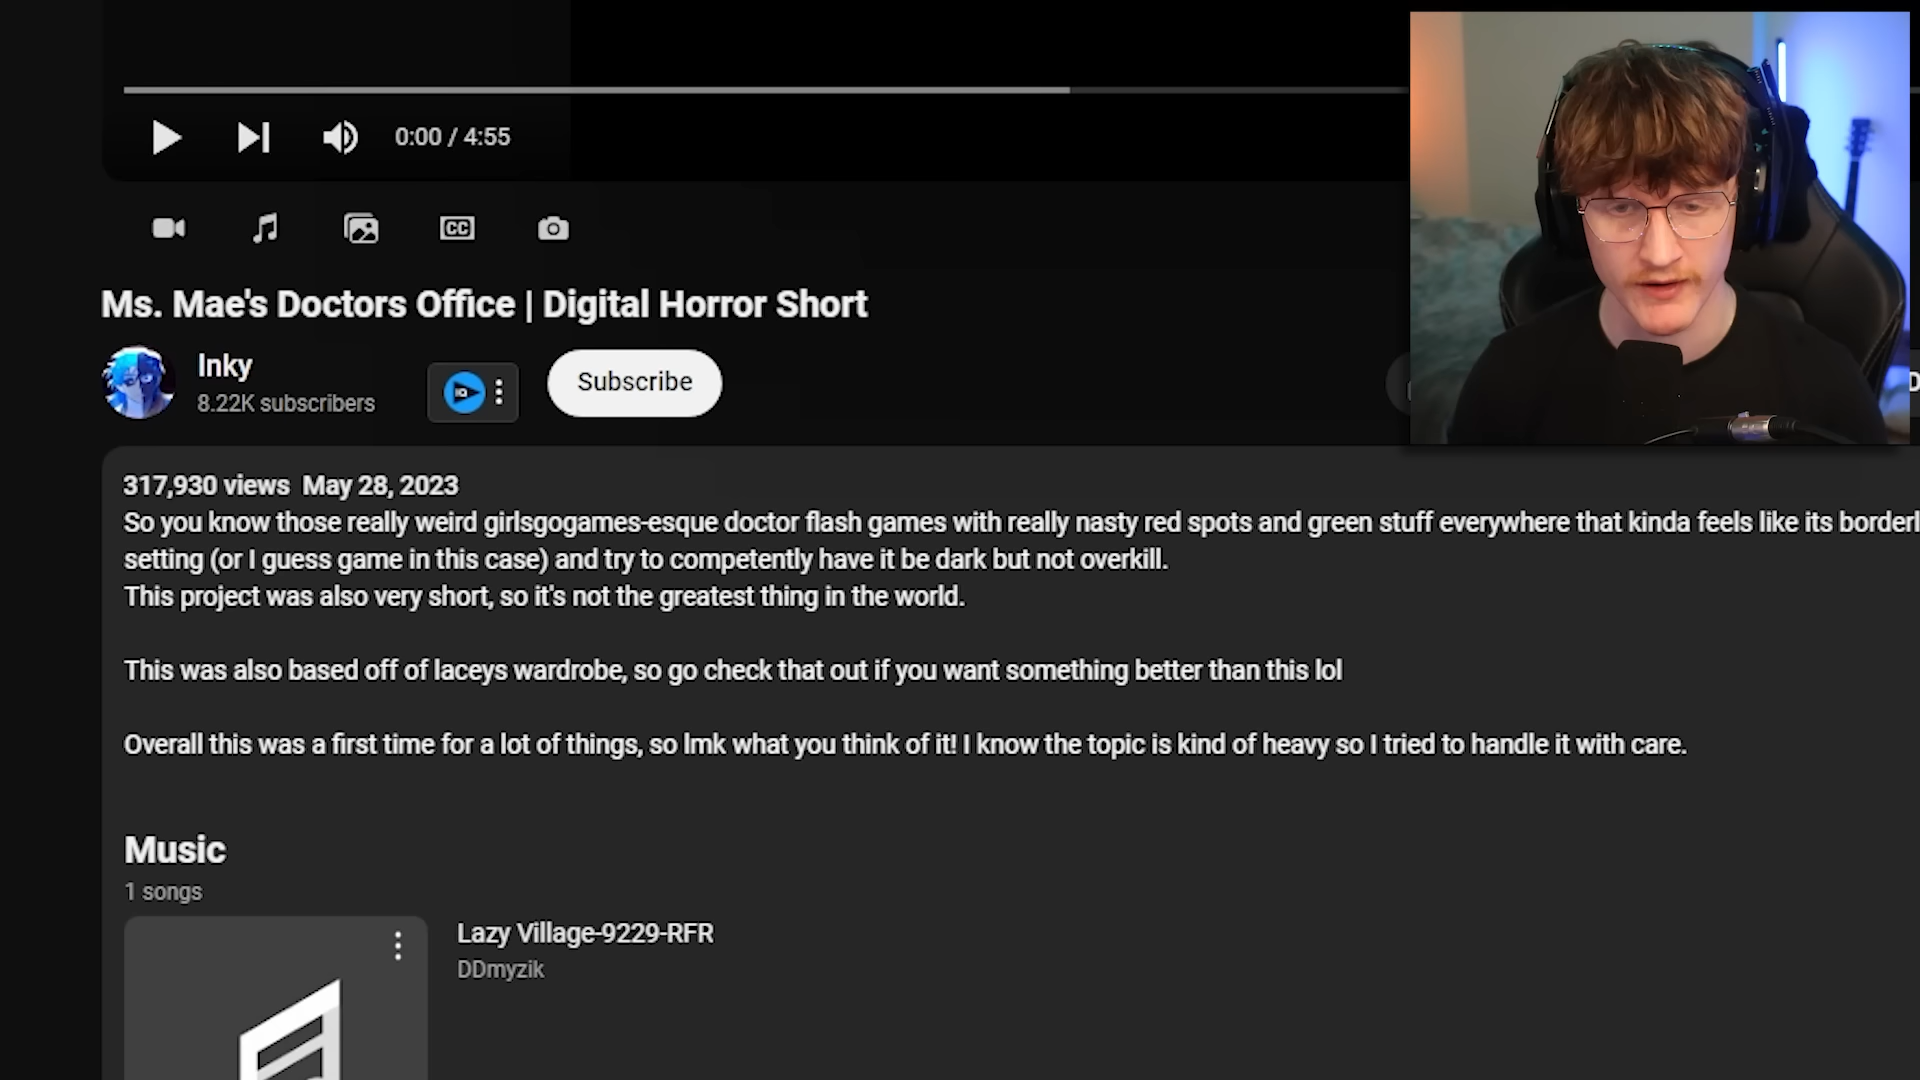 0:00 / 4:55
CC
Ms. Mae's Doctors Office | Digital Horror Short
Inky
8.22K subscribers
IQ
Subscribe
317,930 views  May 28, 2023
So you know those really weird girlsgogames-esque doctor flash games with really nasty red spots and green stuff everywhere that kinda feels like its borderl
setting (or I guess game in this case) and try to competently have it be dark but not overkill.
This project was also very short, so it's not the greatest thing in the world.
This was also based off of laceys wardrobe, so go check that out if you want something better than this lol
Overall this was a first time for a lot of things, so lmk what you think of it! I know the topic is kind of heavy so I tried to handle it with care.
Music
1 songs
Lazy Village-9229-RFR
DDmyzik